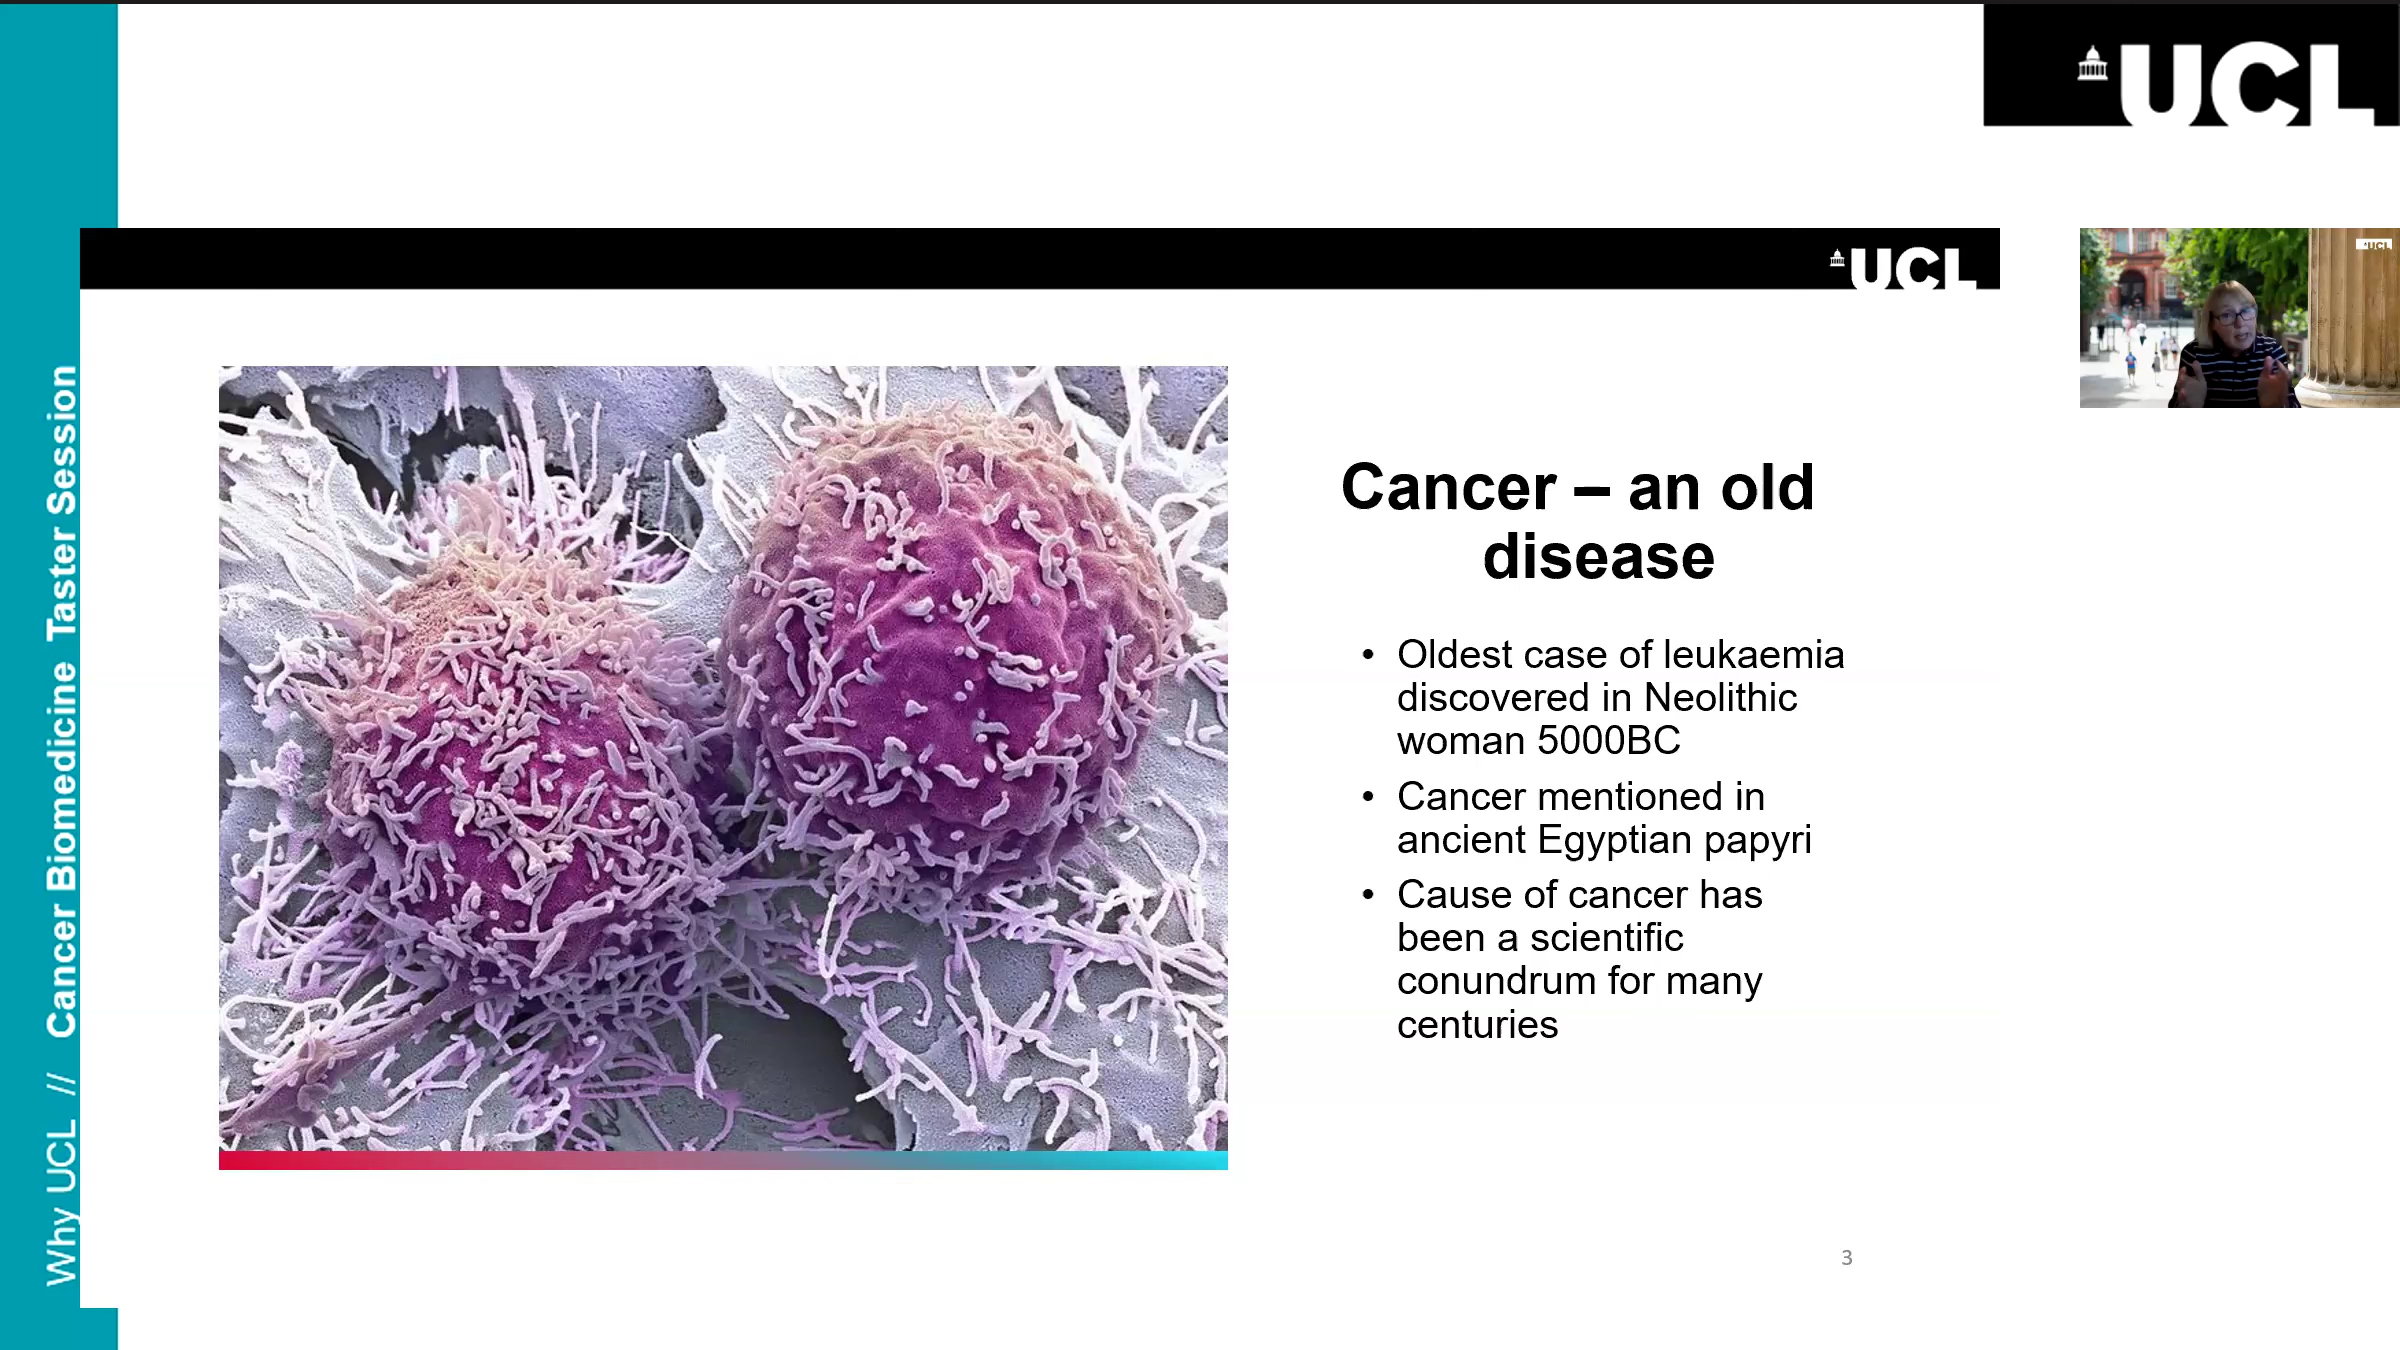 UCL
UCL
UCL
Why UCL // Cancer Biomedicine Taster Session
Cancer – an old
disease
• Oldest case of leukaemia
discovered in Neolithic
woman 5000BC
• Cancer mentioned in
ancient Egyptian papyri
• Cause of cancer has
been a scientific
conundrum for many
centuries
3